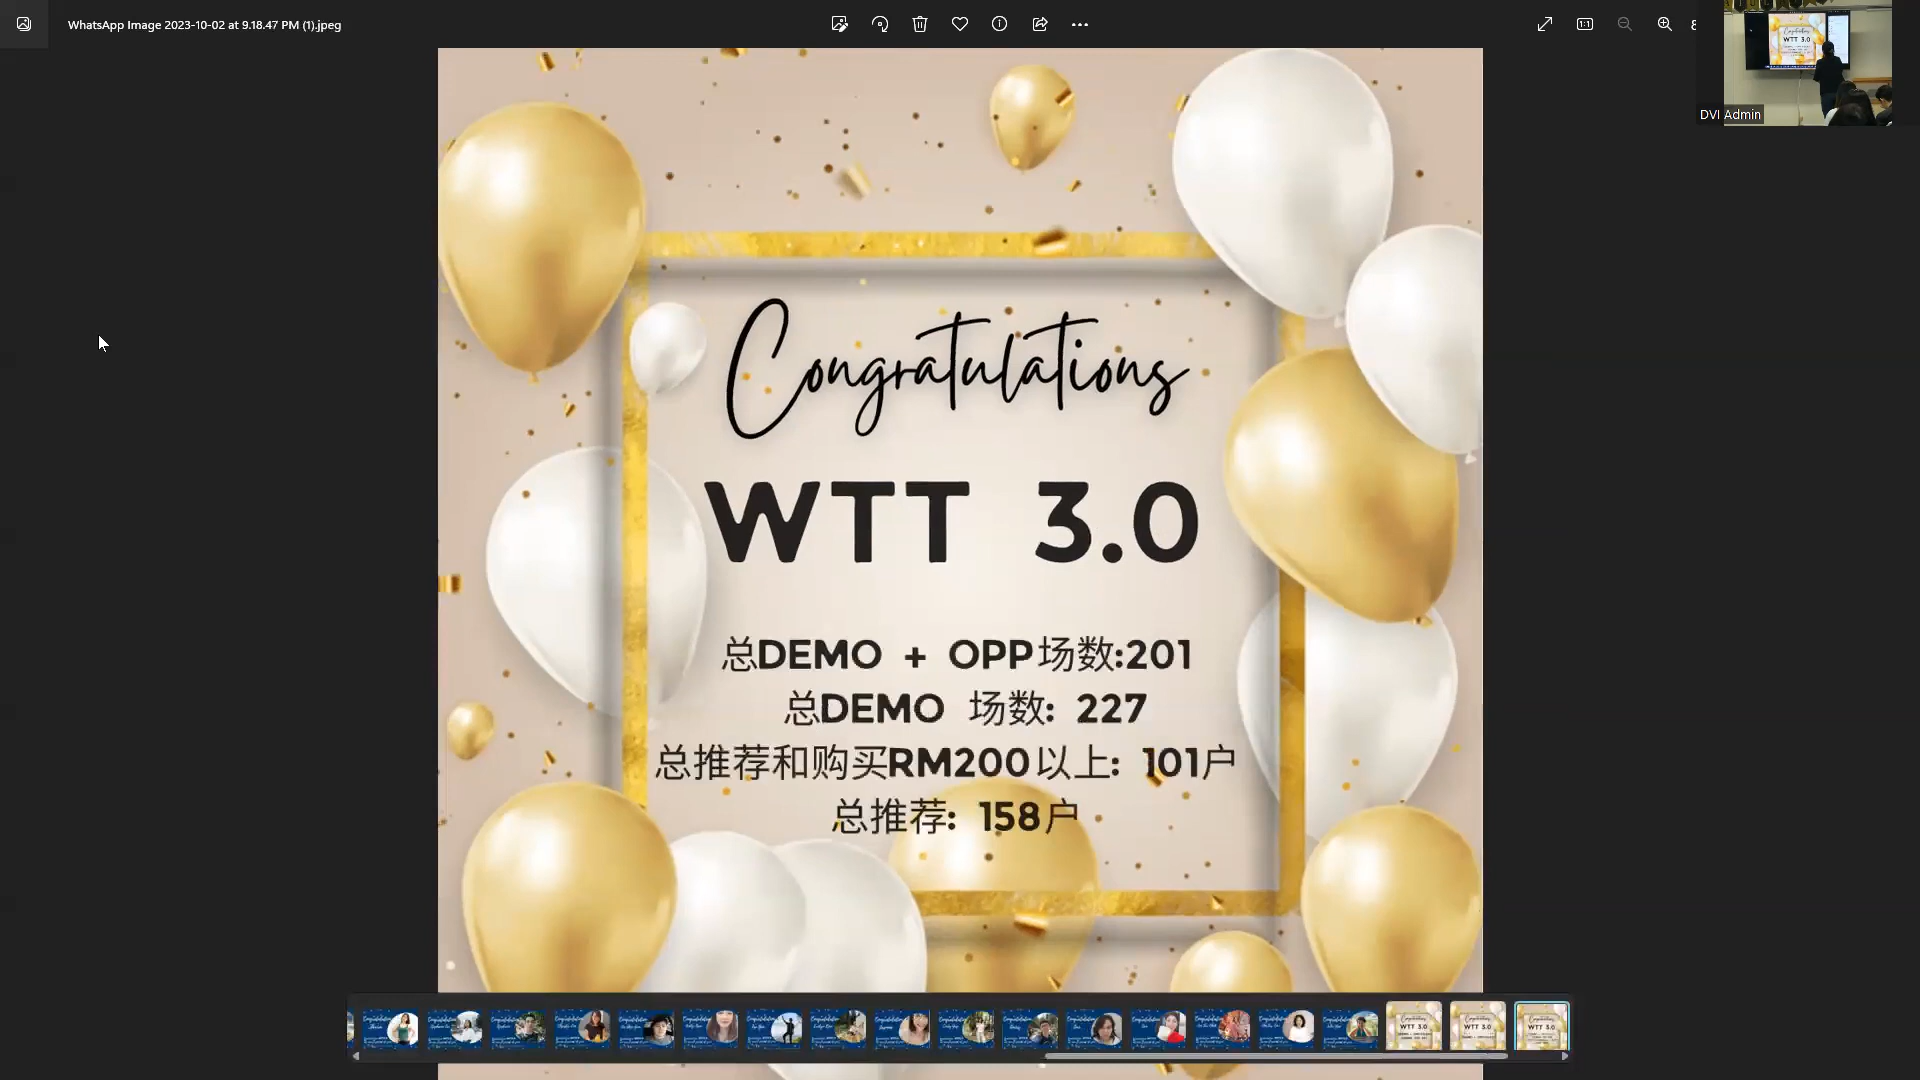 WhatsApp Image 2023-10-02 at 9.18.47 PM (1).jpeg
DVI Admin
Congratulations
WTT 3.0
总DEMO + OPP场数:201
总DEMO 场数: 227
总推荐和购买RM200以上: 101户
总推荐: 158户